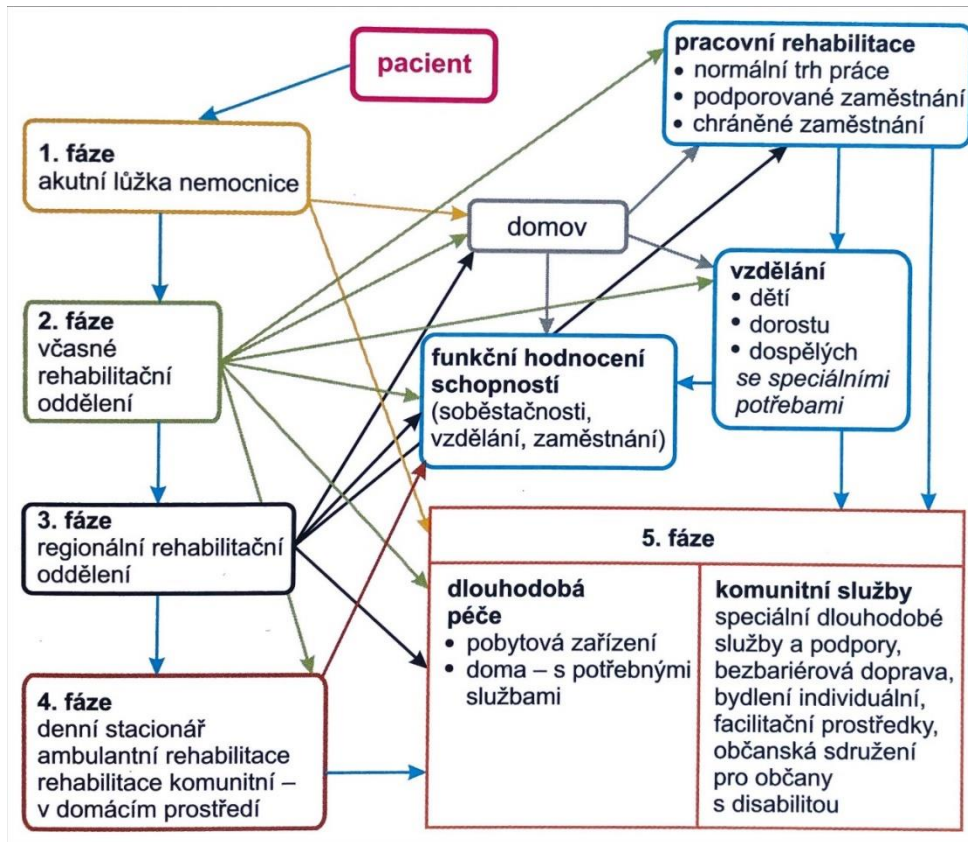 pacient
pracovní rehabilitace
• normální trh práce
• podporované zaměstnání
• chráněné zaměstnání
1. fáze
akutní lůžka nemocnice
domov
vzdělání
• dětí
• dorostu
• dospělých
se speciálními
potřebami
2. fáze
včasné
rehabilitační
oddělení
funkční hodnocení
schopností
(soběstačnosti,
vzdělání, zaměstnání)
3. fáze
regionální rehabilitační
oddělení
5. fáze
dlouhodobá
péče
• pobytová zařízení
• doma – s potřebnými
službami
komunitní služby
speciální dlouhodobé
služby a podpory,
bezbariérová doprava,
bydlení individuální,
facilitační prostředky,
občanská sdružení
pro občany
s disabilitou
4. fáze
denní stacionář
ambulantní rehabilitace
rehabilitace komunitní –
v domácím prostředí